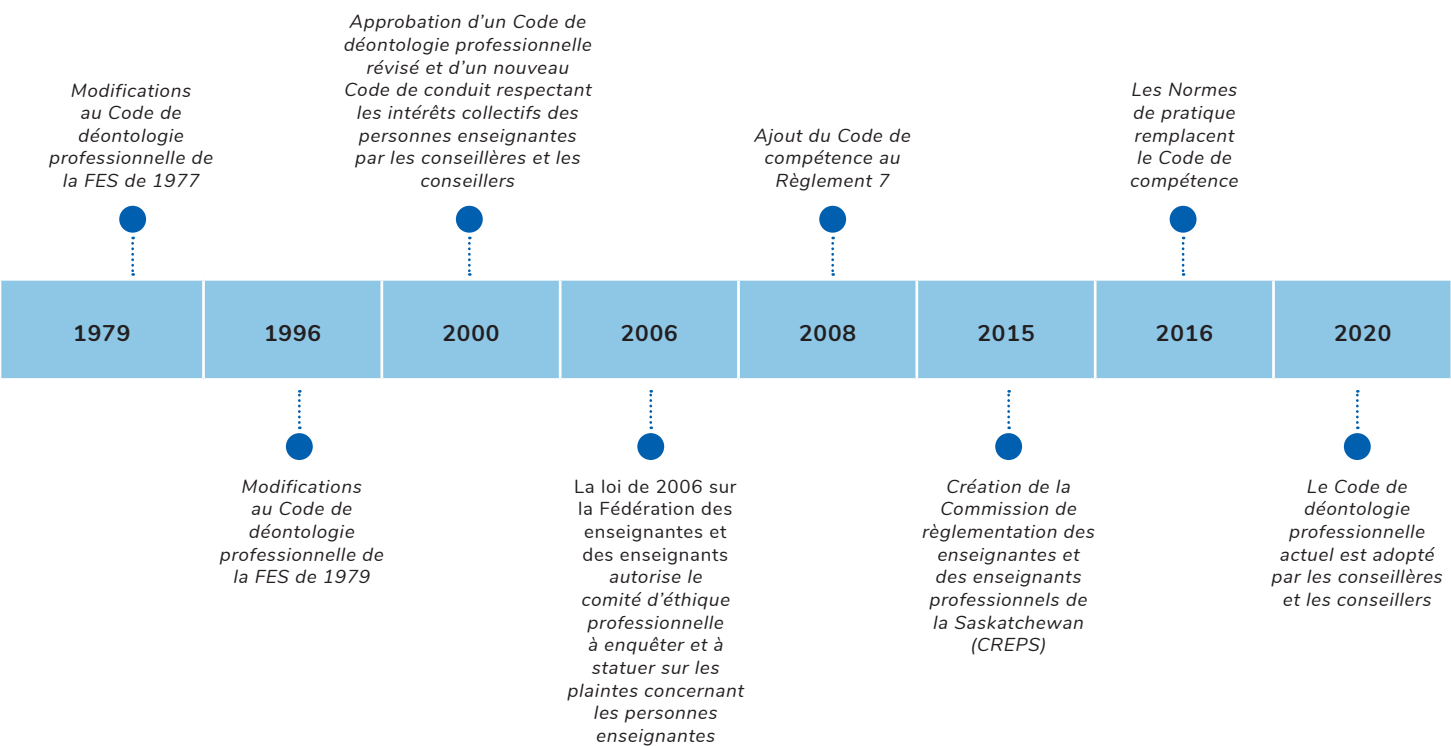 Modifications
au Code de
déontologie
professionnelle de
la FES de 1977
Approbation d’un Code de
déontologie professionnelle
révisé et d’un nouveau
Code de conduit respectant
les intérêts collectifs des
personnes enseignantes
par les conseillères et les
conseillers
Ajout du Code de
compétence au
Règlement 7
Les Normes
de pratique
remplacent
le Code de
compétence
1979
1996
2000
2006
2008
2015
2016
2020
Modifications
au Code de
déontologie
professionnelle de
la FES de 1979
La loi de 2006 sur
la Fédération des
enseignantes et
des enseignants
autorise le
comité d’éthique
professionnelle
à enquêter et à
statuer sur les
plaintes concernant
les personnes
enseignantes
Création de la
Commission de
règlementation des
enseignantes et
des enseignants
professionnels de
la Saskatchewan
(CREPS)
Le Code de
déontologie
professionnelle
actuel est adopté
par les conseillères
et les conseillers